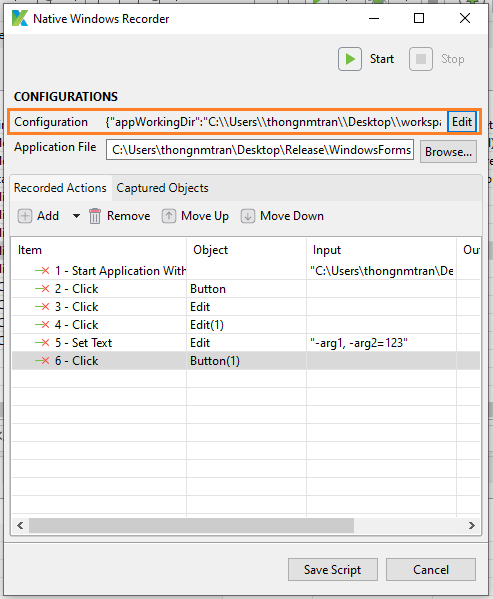 Native Windows Recorder
Start Stop
CONFIGURATIONS
Configuration {"appWorkingDir":"C:\\Users\\thongnmtran\\Desktop\\workspa Edit
Application File C:\Users\thongnmtran\Desktop\Release\WindowsForms Browse...
Recorded Actions Captured Objects
Add Remove Move Up Move Down
Item Object Input Out
1 - Start Application With "C:\Users\thongnmtran\De
2 - Click Button
3 - Click Edit
4 - Click Edit(1)
5 - Set Text Edit "-arg1, -arg2=123"
6 - Click Button(1)
Save Script Cancel